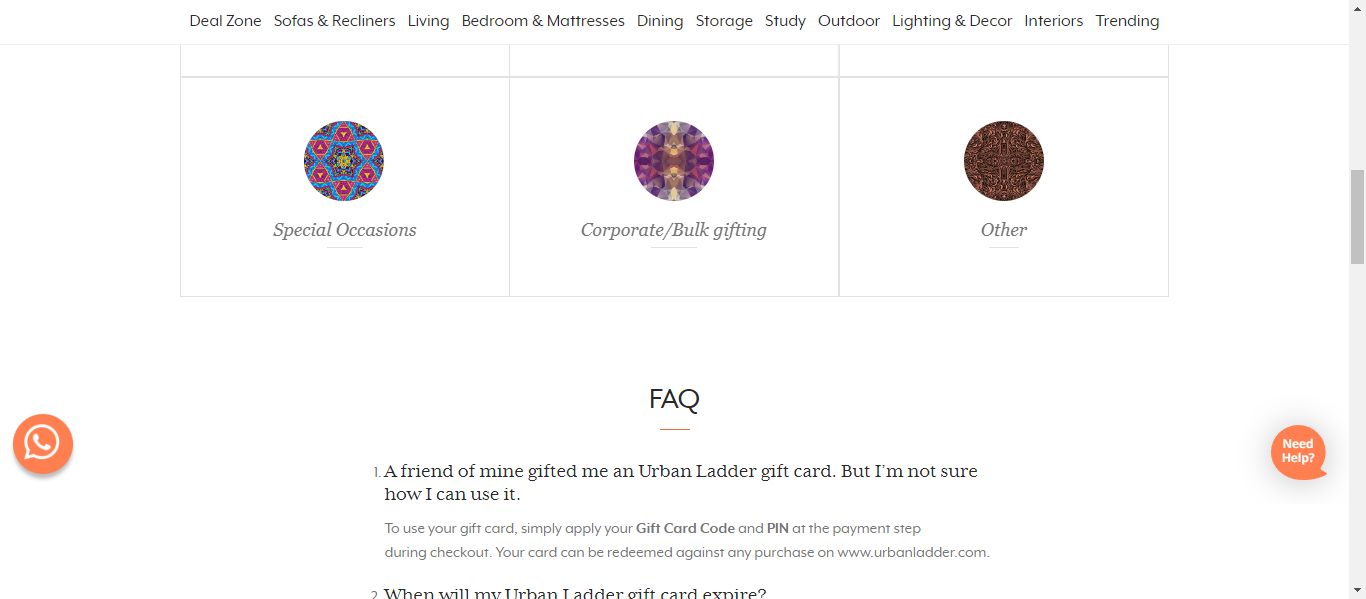 Deal Zone Sofas & Recliners Living Bedroom & Mattresses Dining Storage Study Outdoor Lighting & Decor Interiors Trending
Special Occasions
Corporate/Bulk gifting
Other
FAQ
Need
Help?
1. A friend of mine gifted me an Urban Ladder gift card. But I'm not sure
how I can use it.
To use your gift card, simply apply your Gift Card Code and PIN at the payment step
during checkout. Your card can be redeemed against any purchase on www.urbanladder.com.
2. When will my Urban Ladder gift card expire?